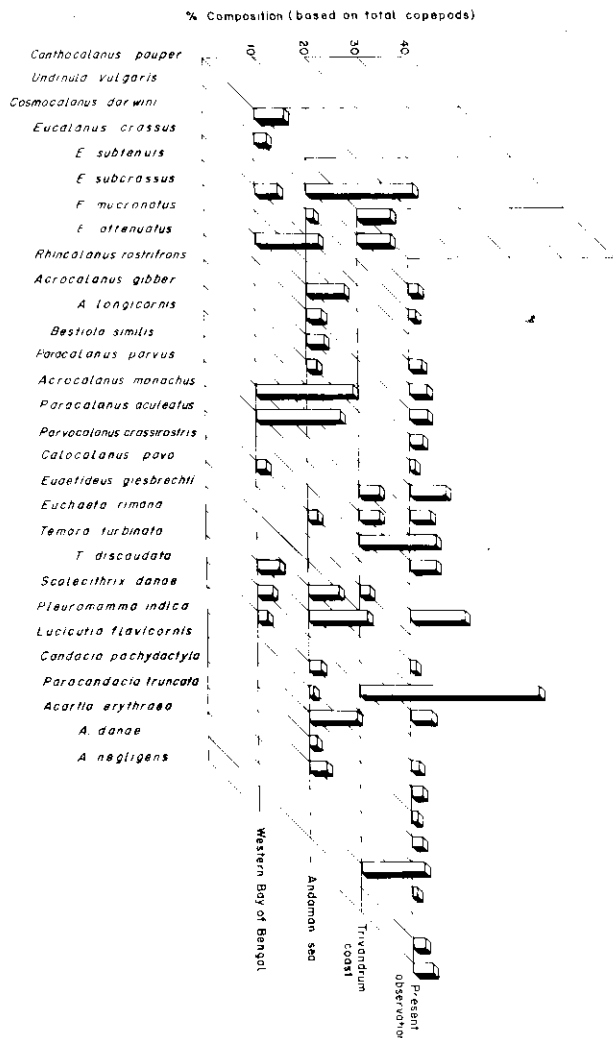 % Composition (based on total copepods)
10%
20%
30%
40%
Canthocalanus pauper
Undinula vulgaris
Cosmocalanus darwini
Eucalanus crassus
E subtenuis
E subcrassus
E mucronatus
E attenuatus
Rhincalanus rostrifrons
Acrocalanus gibber
A longicornis
Bestiola similis
Paracalanus parvus
Acrocalanus monachus
Paracalanus aculeatus
Parvocalanus crassirostris
Calocalanus pavo
Euaetideus giesbrechti
Euchaeta rimana
Temora turbinata
T. discaudata
Scolecithrix danae
Pleuromamma indica
Lucicutia flavicornis
Candacia pachydactyla
Paracandacia truncata
Acartia erythraea
A. danae
A negligens
Western Bay of Bengal
Andaman sea
Trivandrum
coast
Present
observation